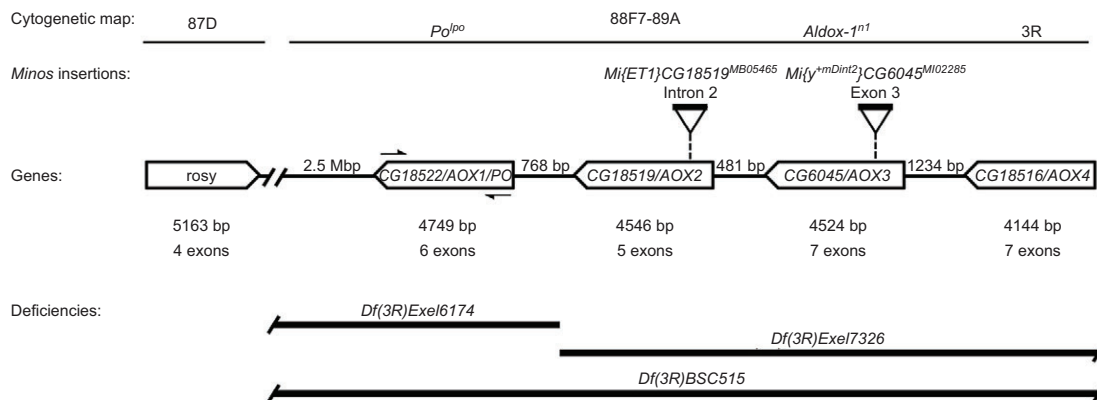 Cytogenetic map: 87D 88F7-89A
Po^lpo Aldox-1^n1 3R
Minos insertions: Mi{ET1}CG18519^MB05465 Mi{y^+mDint2}CG6045^MI02285
Intron 2 Exon 3
2.5 Mbp 768 bp 481 bp 1234 bp
Genes: rosy CG18522/AOX1/PO CG18519/AOX2 CG6045/AOX3 CG18516/AOX4
5163 bp 4749 bp 4546 bp 4524 bp 4144 bp
4 exons 6 exons 5 exons 7 exons 7 exons
Deficiencies: Df(3R)Exel6174
Df(3R)Exel7326
Df(3R)BSC515